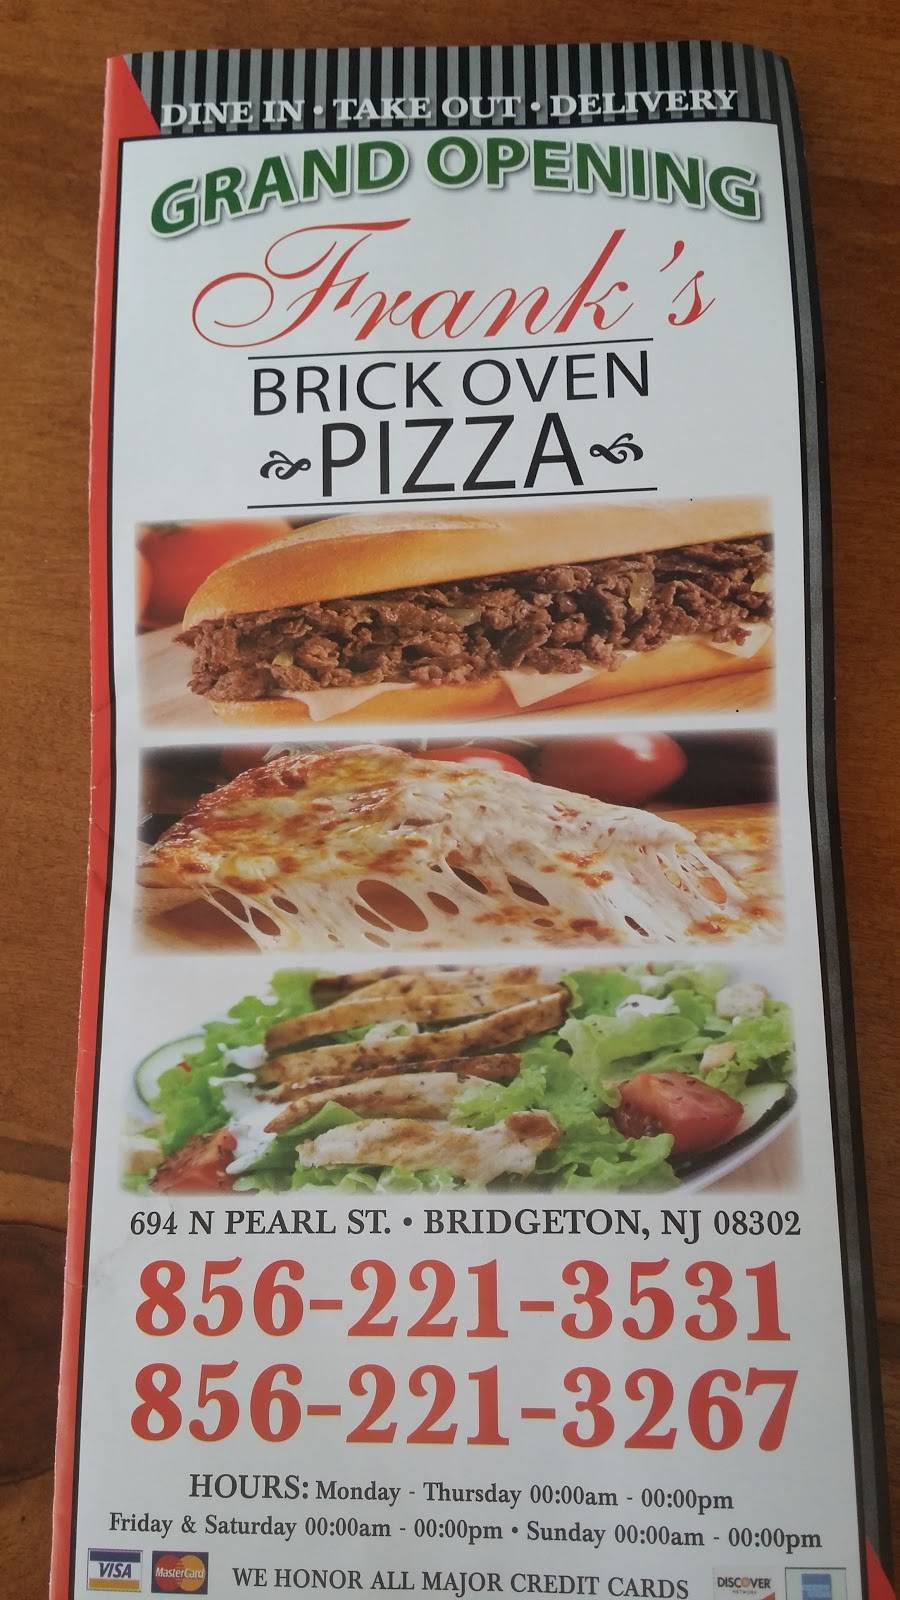 DINE IN • TAKE OUT • DELIVERY
GRAND OPENING
Frank's
BRICK OVEN
PIZZA
694 N PEARL ST. • BRIDGETON, NJ 08302
856-221-3531
856-221-3267
HOURS: Monday - Thursday 00:00am - 00:00pm
Friday & Saturday 00:00am - 00:00pm • Sunday 00:00am - 00:00pm
VISA MasterCard WE HONOR ALL MAJOR CREDIT CARDS DISCOVER
NETWORK